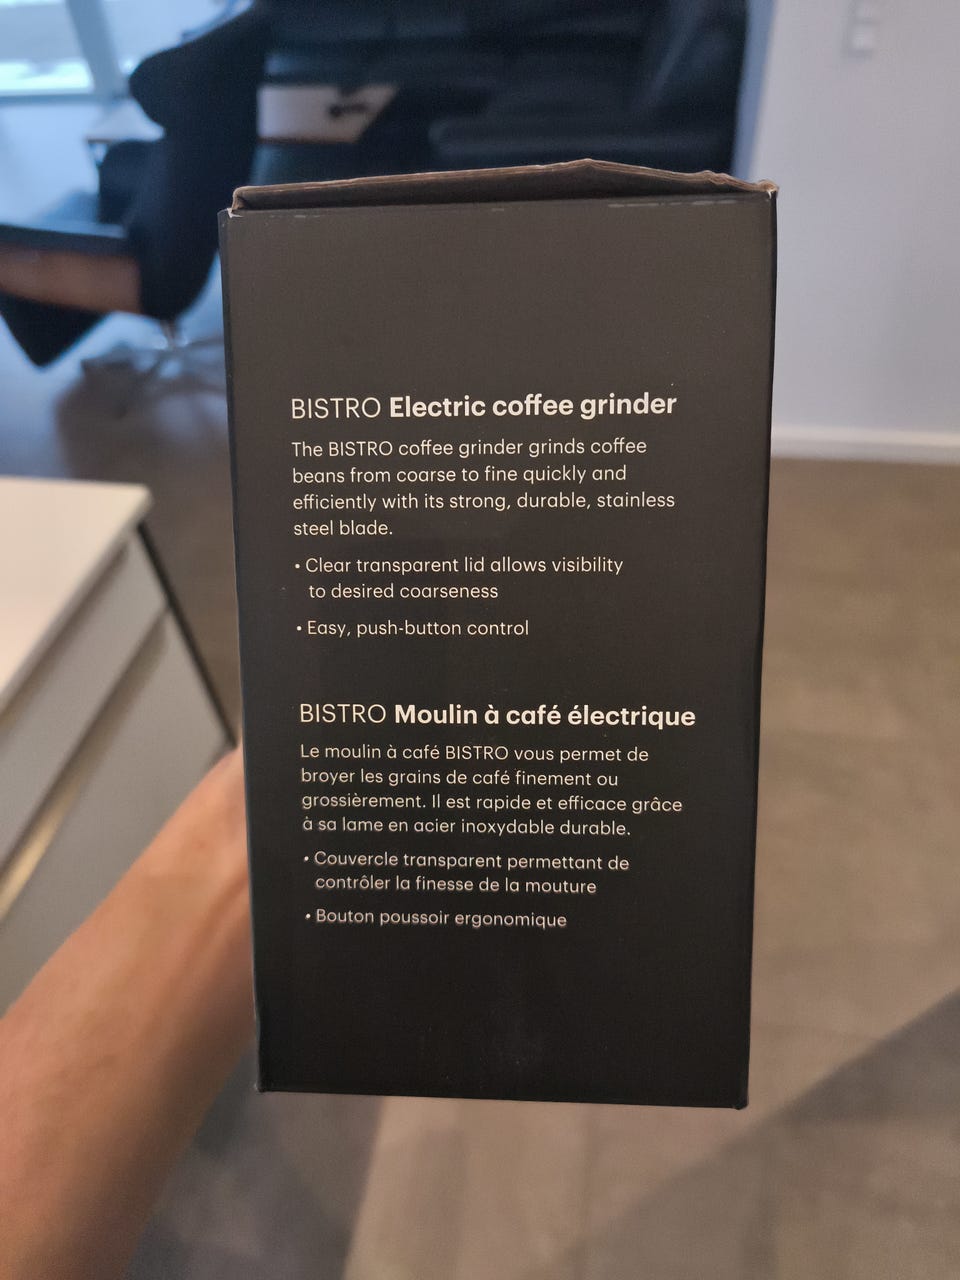 BISTRO Electric coffee grinder
The BISTRO coffee grinder grinds coffee
beans from coarse to fine quickly and
efficiently with its strong, durable, stainless
steel blade.
• Clear transparent lid allows visibility
to desired coarseness
• Easy, push-button control
BISTRO Moulin à café électrique
Le moulin à café BISTRO vous permet de
broyer les grains de café finement ou
grossièrement. Il est rapide et efficace grâce
à sa lame en acier inoxydable durable.
• Couvercle transparent permettant de
contrôler la finesse de la mouture
• Bouton poussoir ergonomique